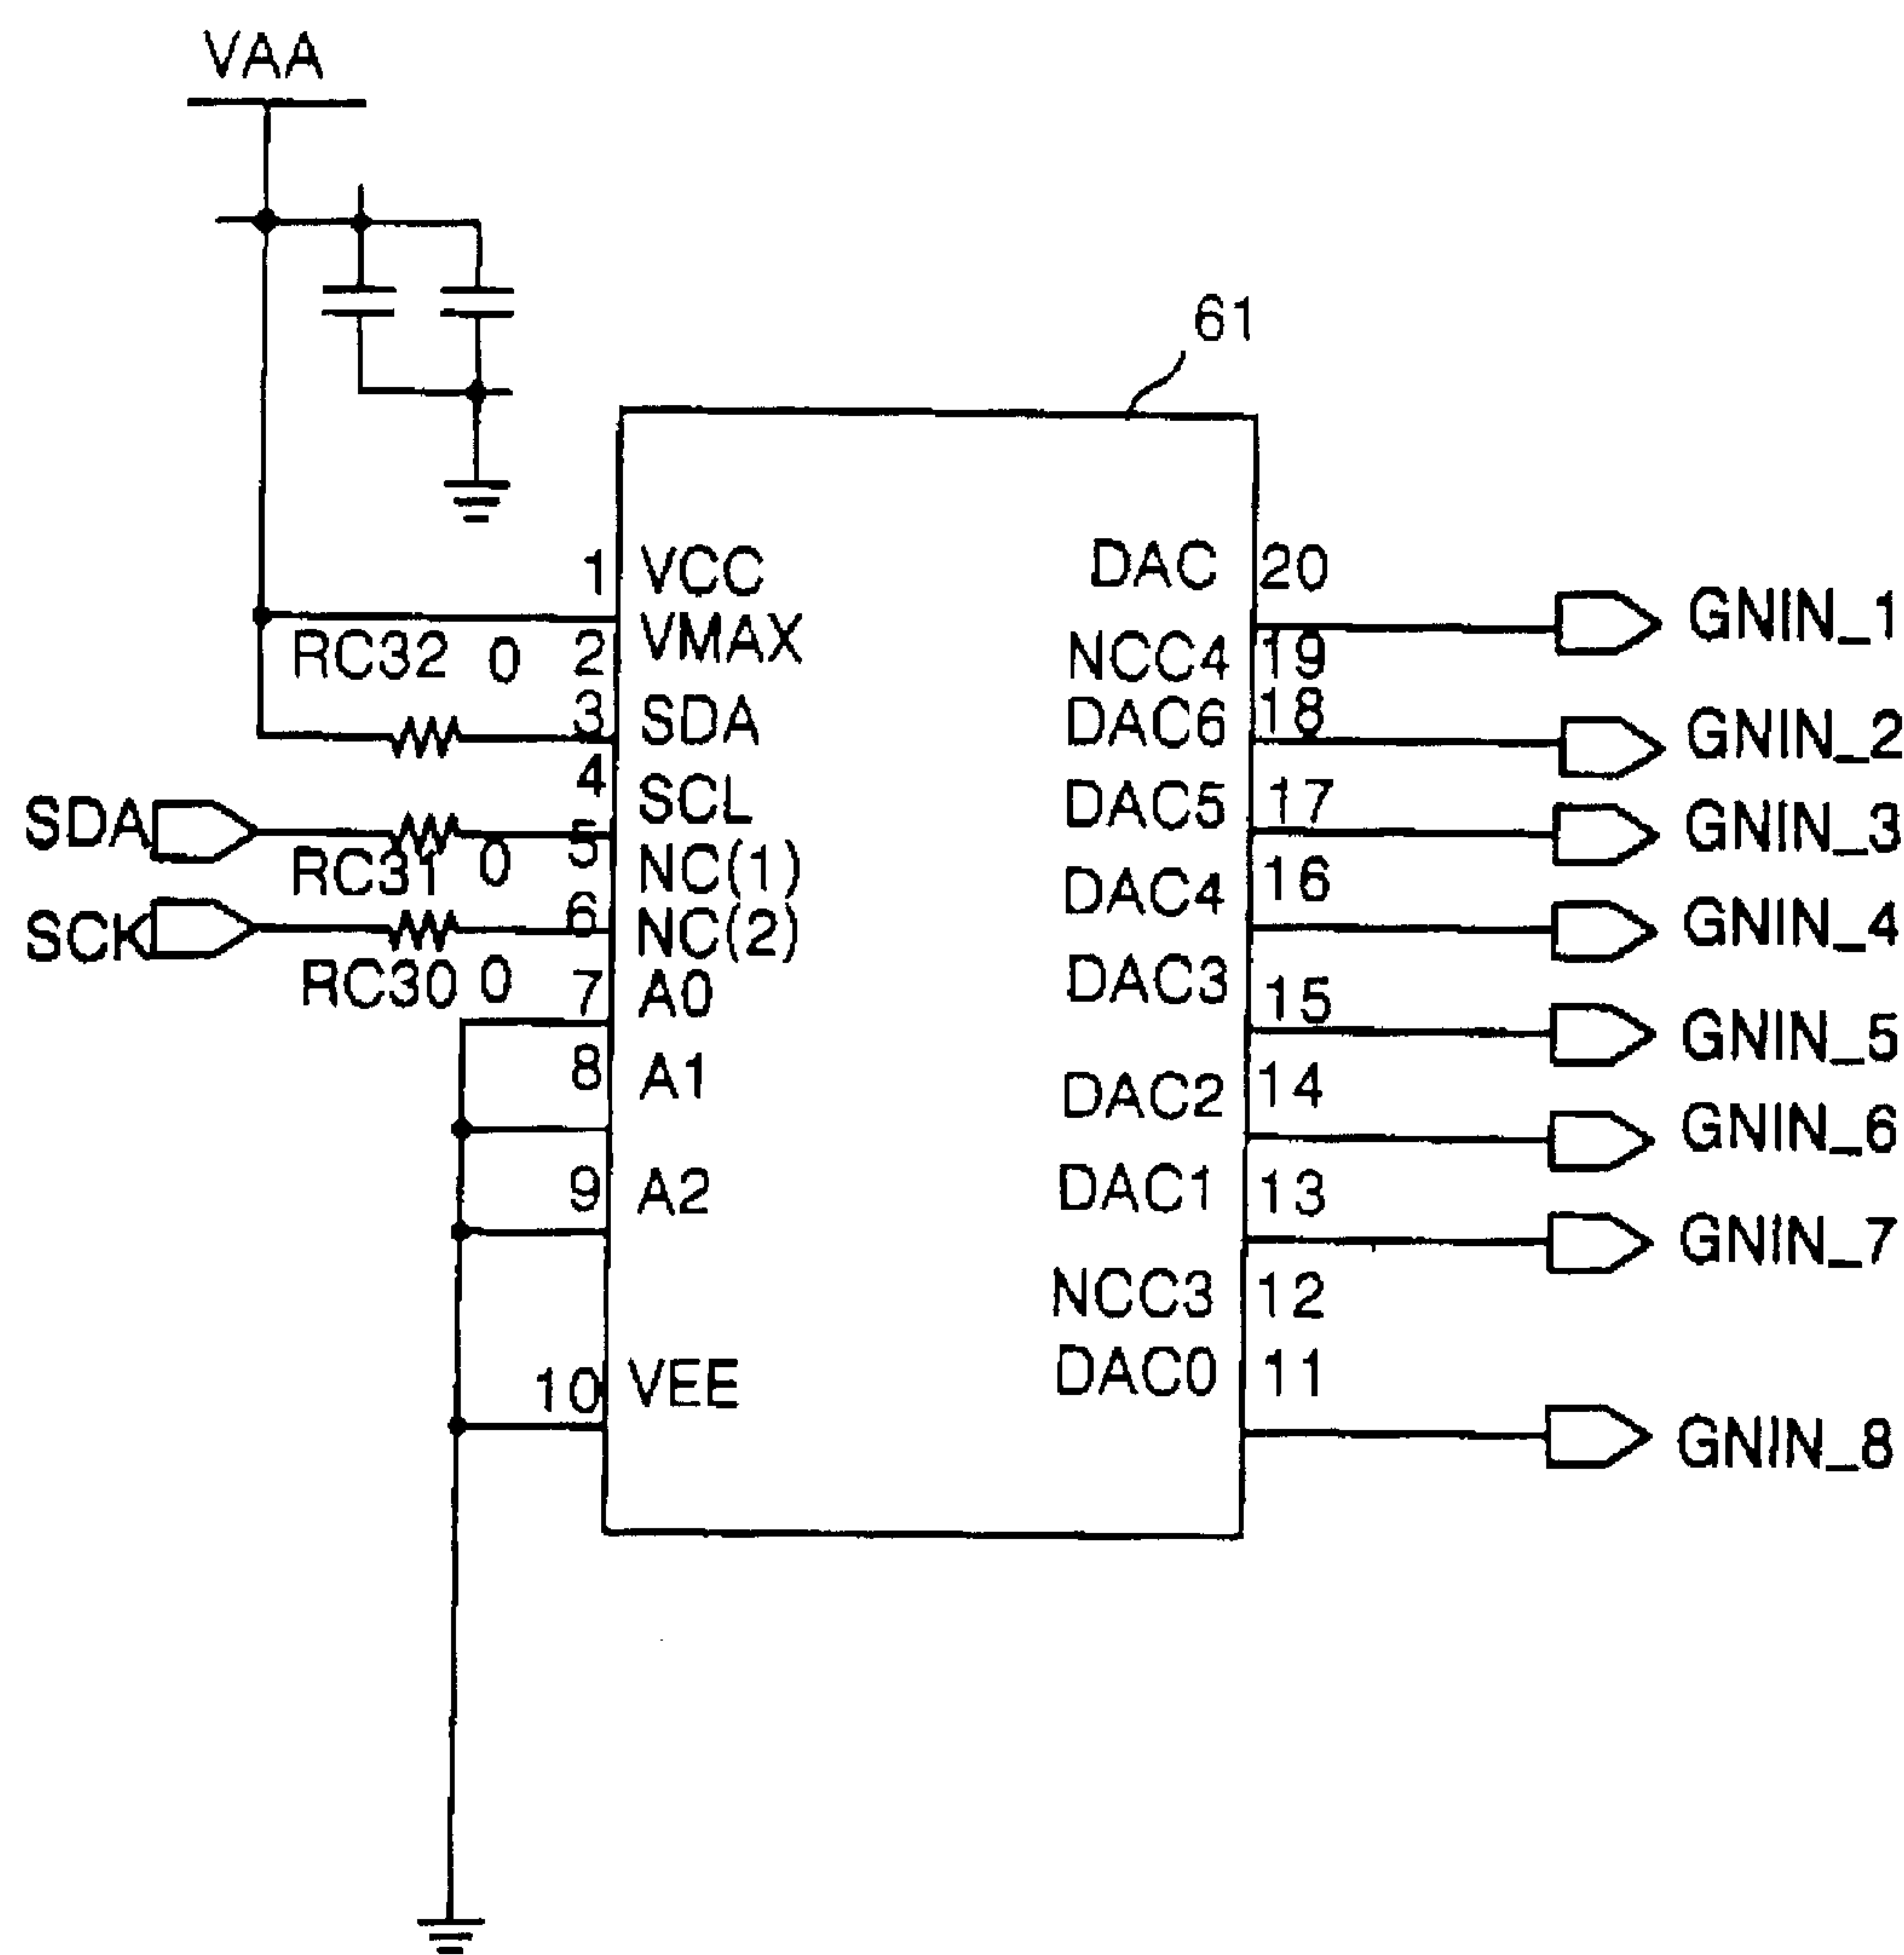 VAA
61
1 VCC DAC 20
GNIN_1
RC32 0 2 VMAX NCC4 19
3 SDA DAC6 18
GNIN_2
4 SCL DAC5 17
SDA GNIN_3
RC31 0 5 NC(1) DAC4 16
SCK 6 NC(2) GNIN_4
RC30 0 7 A0 DAC3 15
GNIN_5
8 A1 DAC2 14
GNIN_6
9 A2 DAC1 13
GNIN_7
NCC3 12
10 VEE DAC0 11
GNIN_8